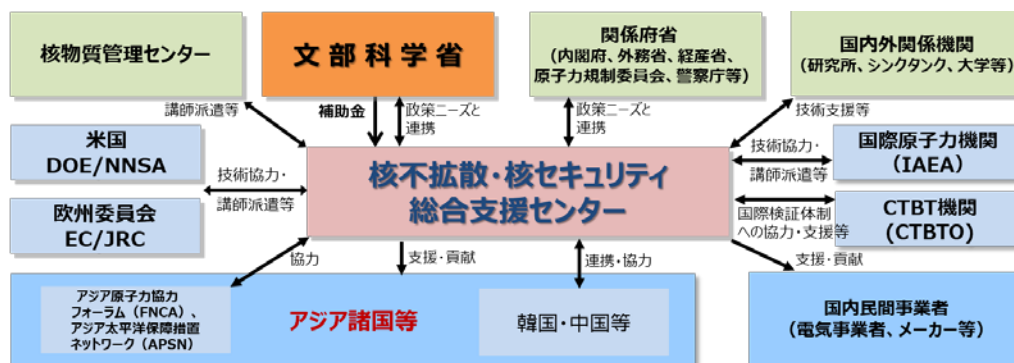 核物質管理センター
文部科学省
関係府省
(内閣府、外務省、経産省、
原子力規制委員会、警察庁等)
国内外関係機関
(研究所、シンクタンク、大学等)
講師派遣等
補助金
政策ニーズと
連携
政策ニーズと
連携
技術支援等
米国
DOE/NNSA
技術協力・
講師派遣等
欧州委員会
EC/JRC
核不拡散・核セキュリティ
総合支援センター
技術協力・
講師派遣等
国際原子力機関
(IAEA)
国際検証体制
への協力・支援等
CTBT機関
(CTBTO)
協力
支援・貢献
連携・協力
支援・貢献
アジア原子力協力
フォーラム(FNCA)、
アジア太平洋保障措置
ネットワーク(APSN)
アジア諸国等
韓国・中国等
国内民間事業者
(電気事業者、メーカー等)